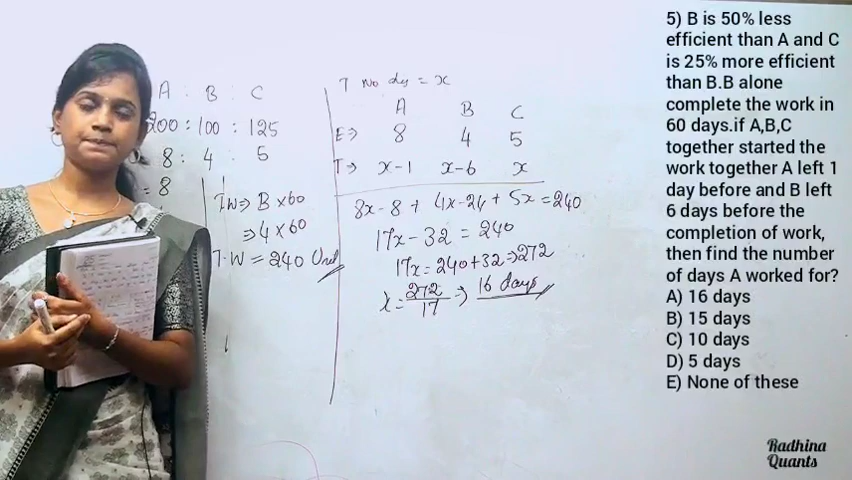 A : B : C
200 : 100 : 125
8 : 4 : 5
= 8
T.W => B × 60
=> 4 × 60
T.W = 240 Unit
T No dy = x
A B C
E => 8 4 5
T => x-1 x-6 x
8x - 8 + 4x - 24 + 5x = 240
17x - 32 = 240
17x = 240 + 32 => 272
x = 272/17 => 16 days
5) B is 50% less
efficient than A and C
is 25% more efficient
than B.B alone
complete the work in
60 days.if A,B,C
together started the
work together A left 1
day before and B left
6 days before the
completion of work,
then find the number
of days A worked for?
A) 16 days
B) 15 days
C) 10 days
D) 5 days
E) None of these
Radhina
Quants